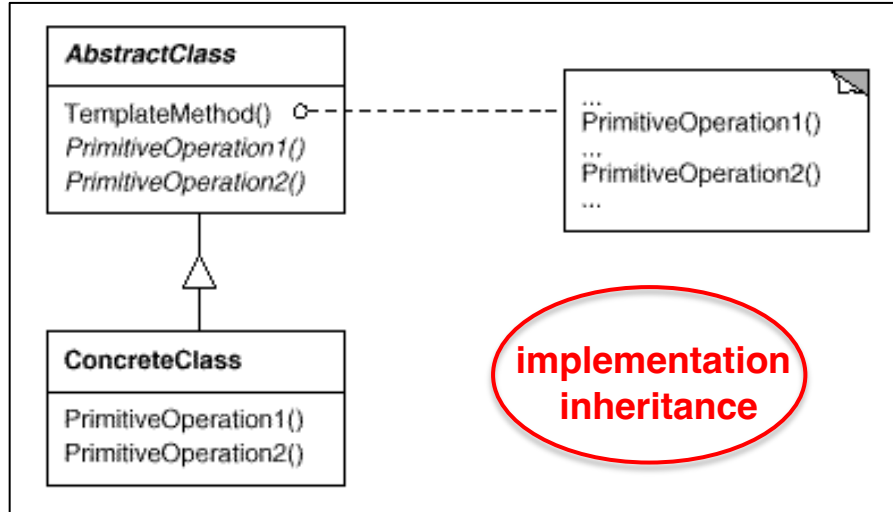 AbstractClass
TemplateMethod()
PrimitiveOperation1()
PrimitiveOperation2()
...
PrimitiveOperation1()
...
PrimitiveOperation2()
...
ConcreteClass
PrimitiveOperation1()
PrimitiveOperation2()
implementation
inheritance